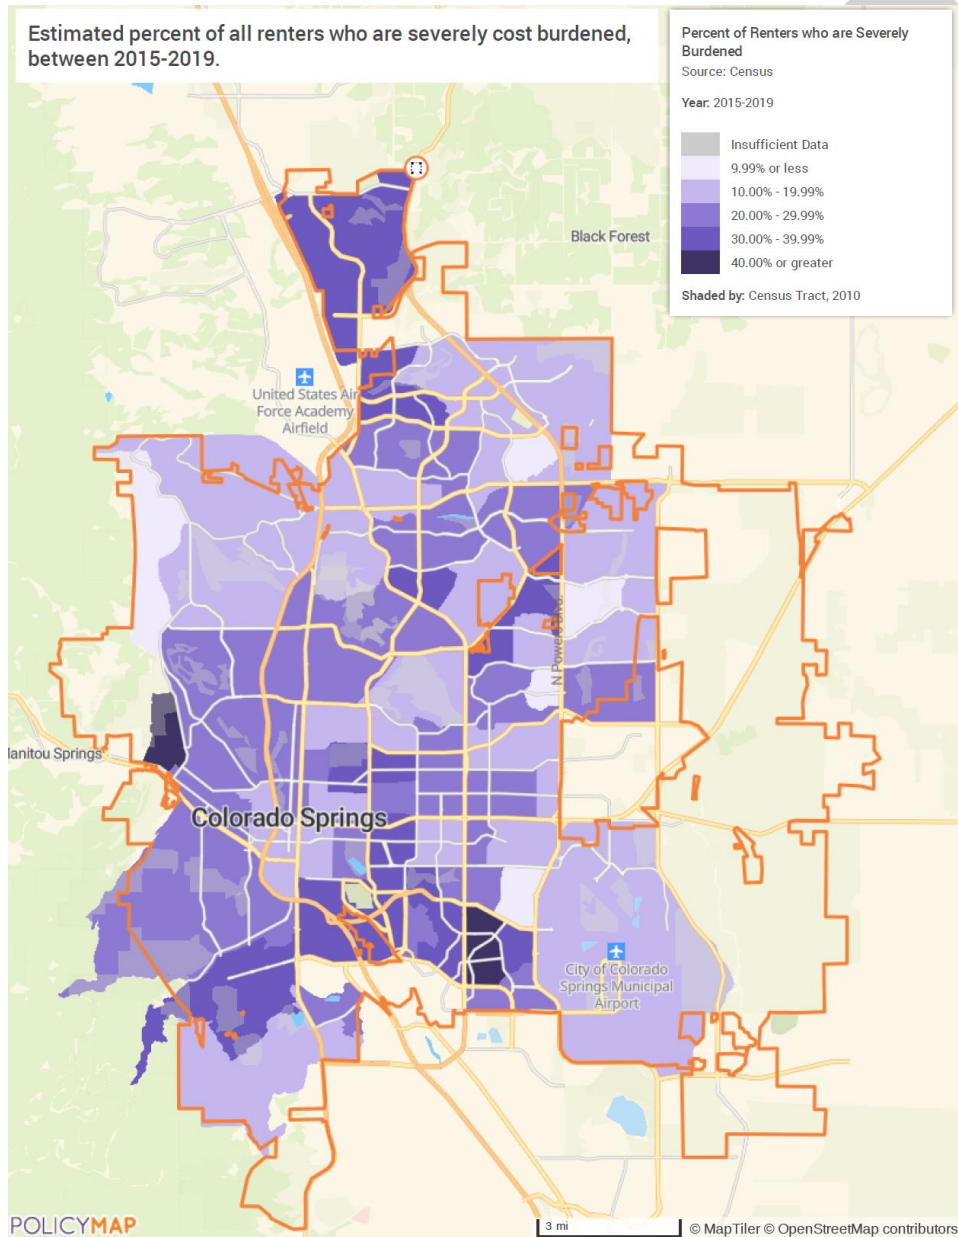 Estimated percent of all renters who are severely cost burdened,
between 2015-2019.
Percent of Renters who are Severely
Burdened
Source: Census
Year: 2015-2019
Insufficient Data
9.99% or less
10.00% - 19.99%
20.00% - 29.99%
30.00% - 39.99%
40.00% or greater
Shaded by: Census Tract, 2010
Black Forest
United States Air
Force Academy
Airfield
N Powers Blvd.
lanitou Springs
Colorado Springs
City of Colorado
Springs Municipal
Airport
POLICYMAP
3 mi
© MapTiler © OpenStreetMap contributors